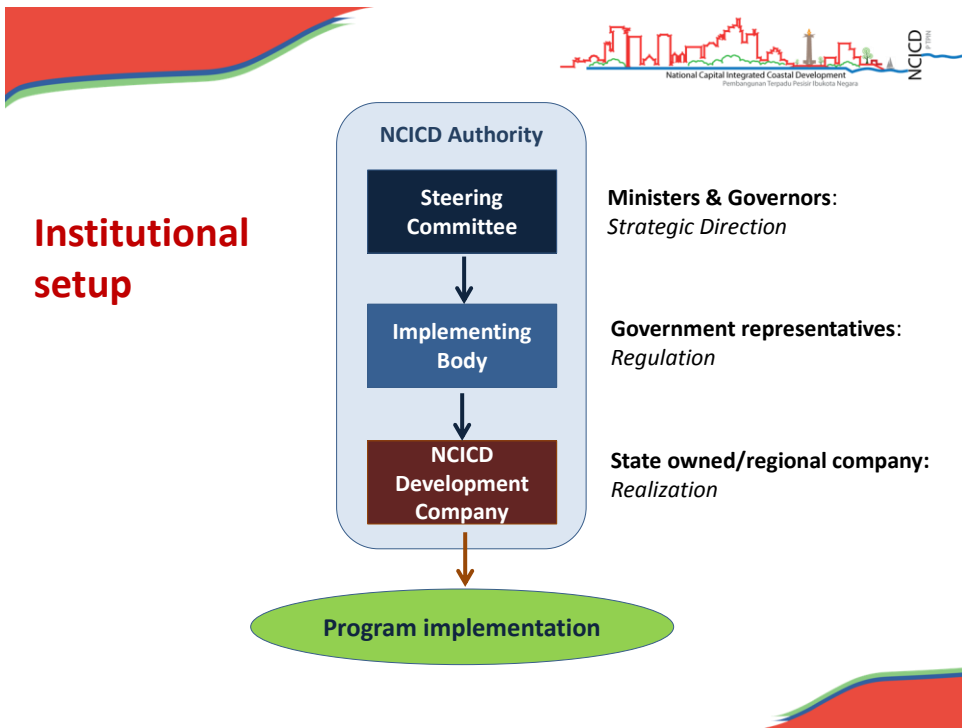 National Capital Integrated Coastal Development
Pembangunan Terpadu Pesisir Ibukota Negara
NCICD
PTPIN
Institutional
setup
NCICD Authority
Steering
Committee
Ministers & Governors:
Strategic Direction
Implementing
Body
Government representatives:
Regulation
NCICD
Development
Company
State owned/regional company:
Realization
Program implementation